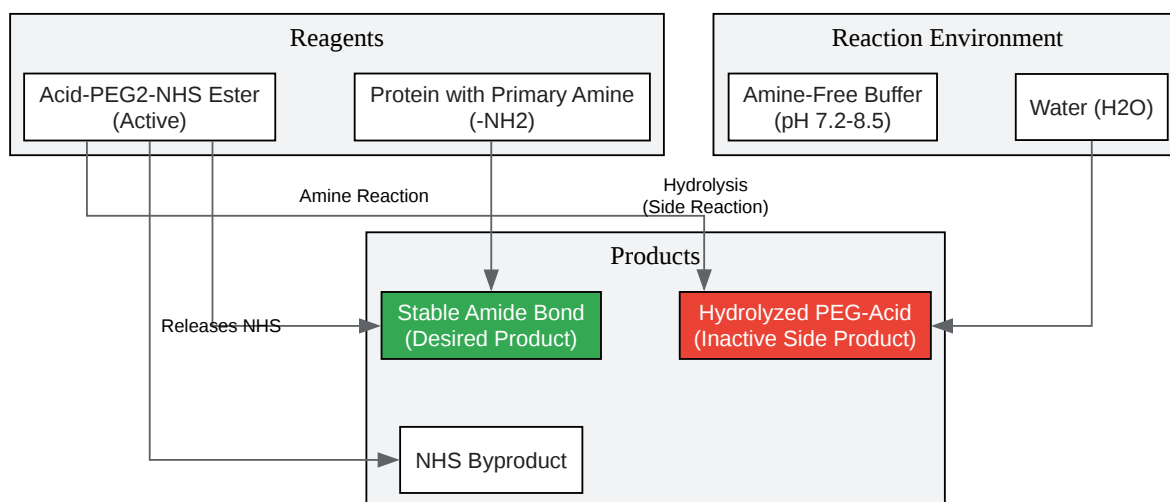 Reagents
Acid-PEG2-NHS Ester
(Active)
Protein with Primary Amine
(-NH2)
Reaction Environment
Amine-Free Buffer
(pH 7.2-8.5)
Water (H2O)
Amine Reaction
Hydrolysis
(Side Reaction)
Products
Releases NHS
Stable Amide Bond
(Desired Product)
Hydrolyzed PEG-Acid
(Inactive Side Product)
NHS Byproduct